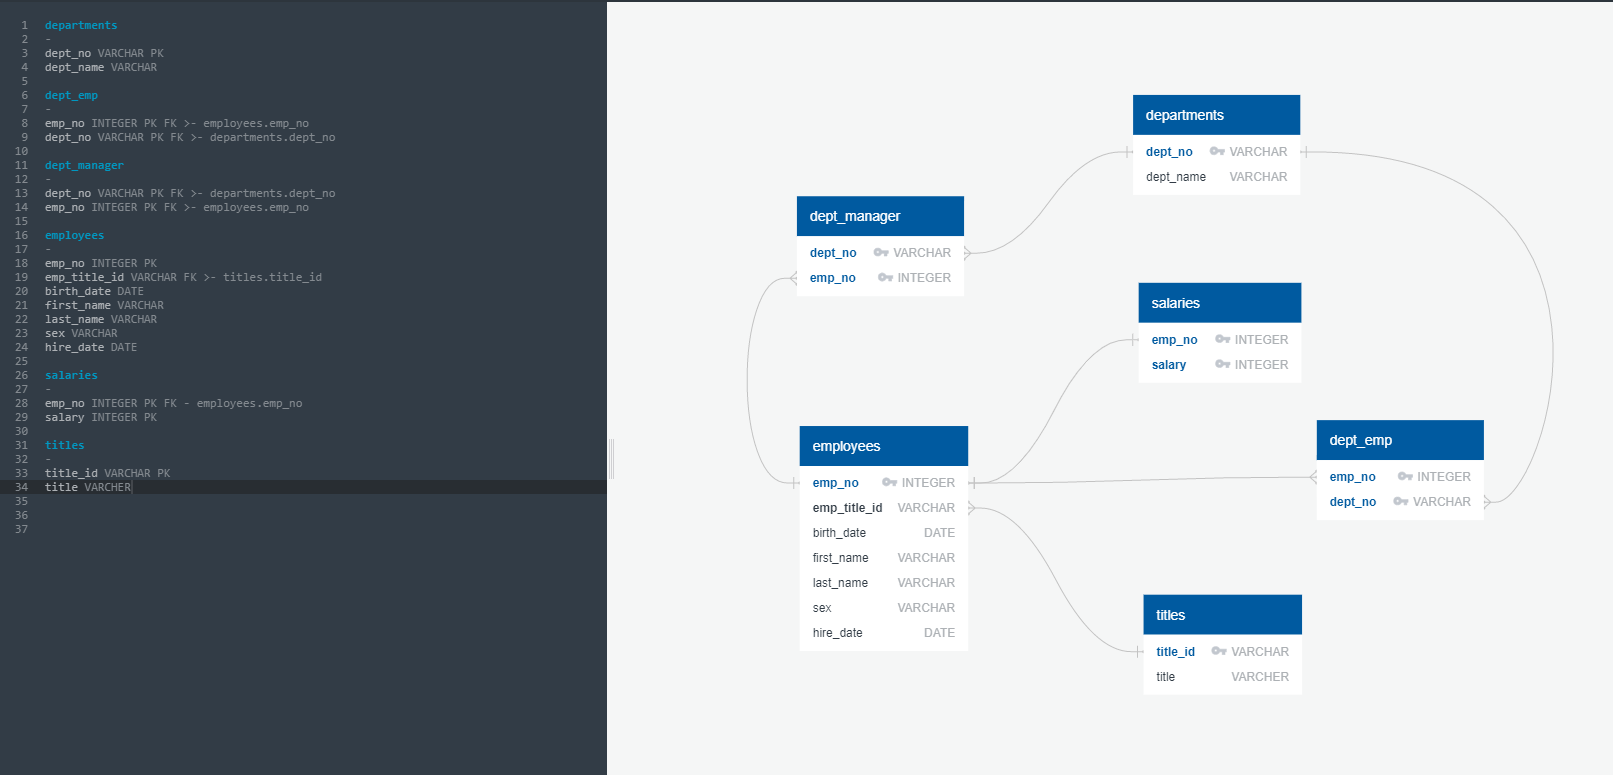 1 departments
2 -
3 dept_no VARCHAR PK
4 dept_name VARCHAR
5
6 dept_emp
7 -
8 emp_no INTEGER PK FK >- employees.emp_no
9 dept_no VARCHAR PK FK >- departments.dept_no
10
11 dept_manager
12 -
13 dept_no VARCHAR PK FK >- departments.dept_no
14 emp_no INTEGER PK FK >- employees.emp_no
15
16 employees
17 -
18 emp_no INTEGER PK
19 emp_title_id VARCHAR FK >- titles.title_id
20 birth_date DATE
21 first_name VARCHAR
22 last_name VARCHAR
23 sex VARCHAR
24 hire_date DATE
25
26 salaries
27 -
28 emp_no INTEGER PK FK - employees.emp_no
29 salary INTEGER PK
30
31 titles
32 -
33 title_id VARCHAR PK
34 title VARCHER
35
36
37
departments
dept_no VARCHAR
dept_name VARCHAR
dept_manager
dept_no VARCHAR
emp_no INTEGER
salaries
emp_no INTEGER
salary INTEGER
employees
emp_no INTEGER
emp_title_id VARCHAR
birth_date DATE
first_name VARCHAR
last_name VARCHAR
sex VARCHAR
hire_date DATE
dept_emp
emp_no INTEGER
dept_no VARCHAR
titles
title_id VARCHAR
title VARCHER